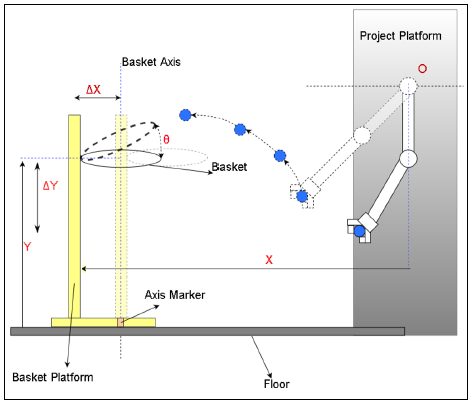 Project Platform
O
Basket Axis
ΔX
θ
Basket
ΔY
Y
X
Axis Marker
Basket Platform
Floor